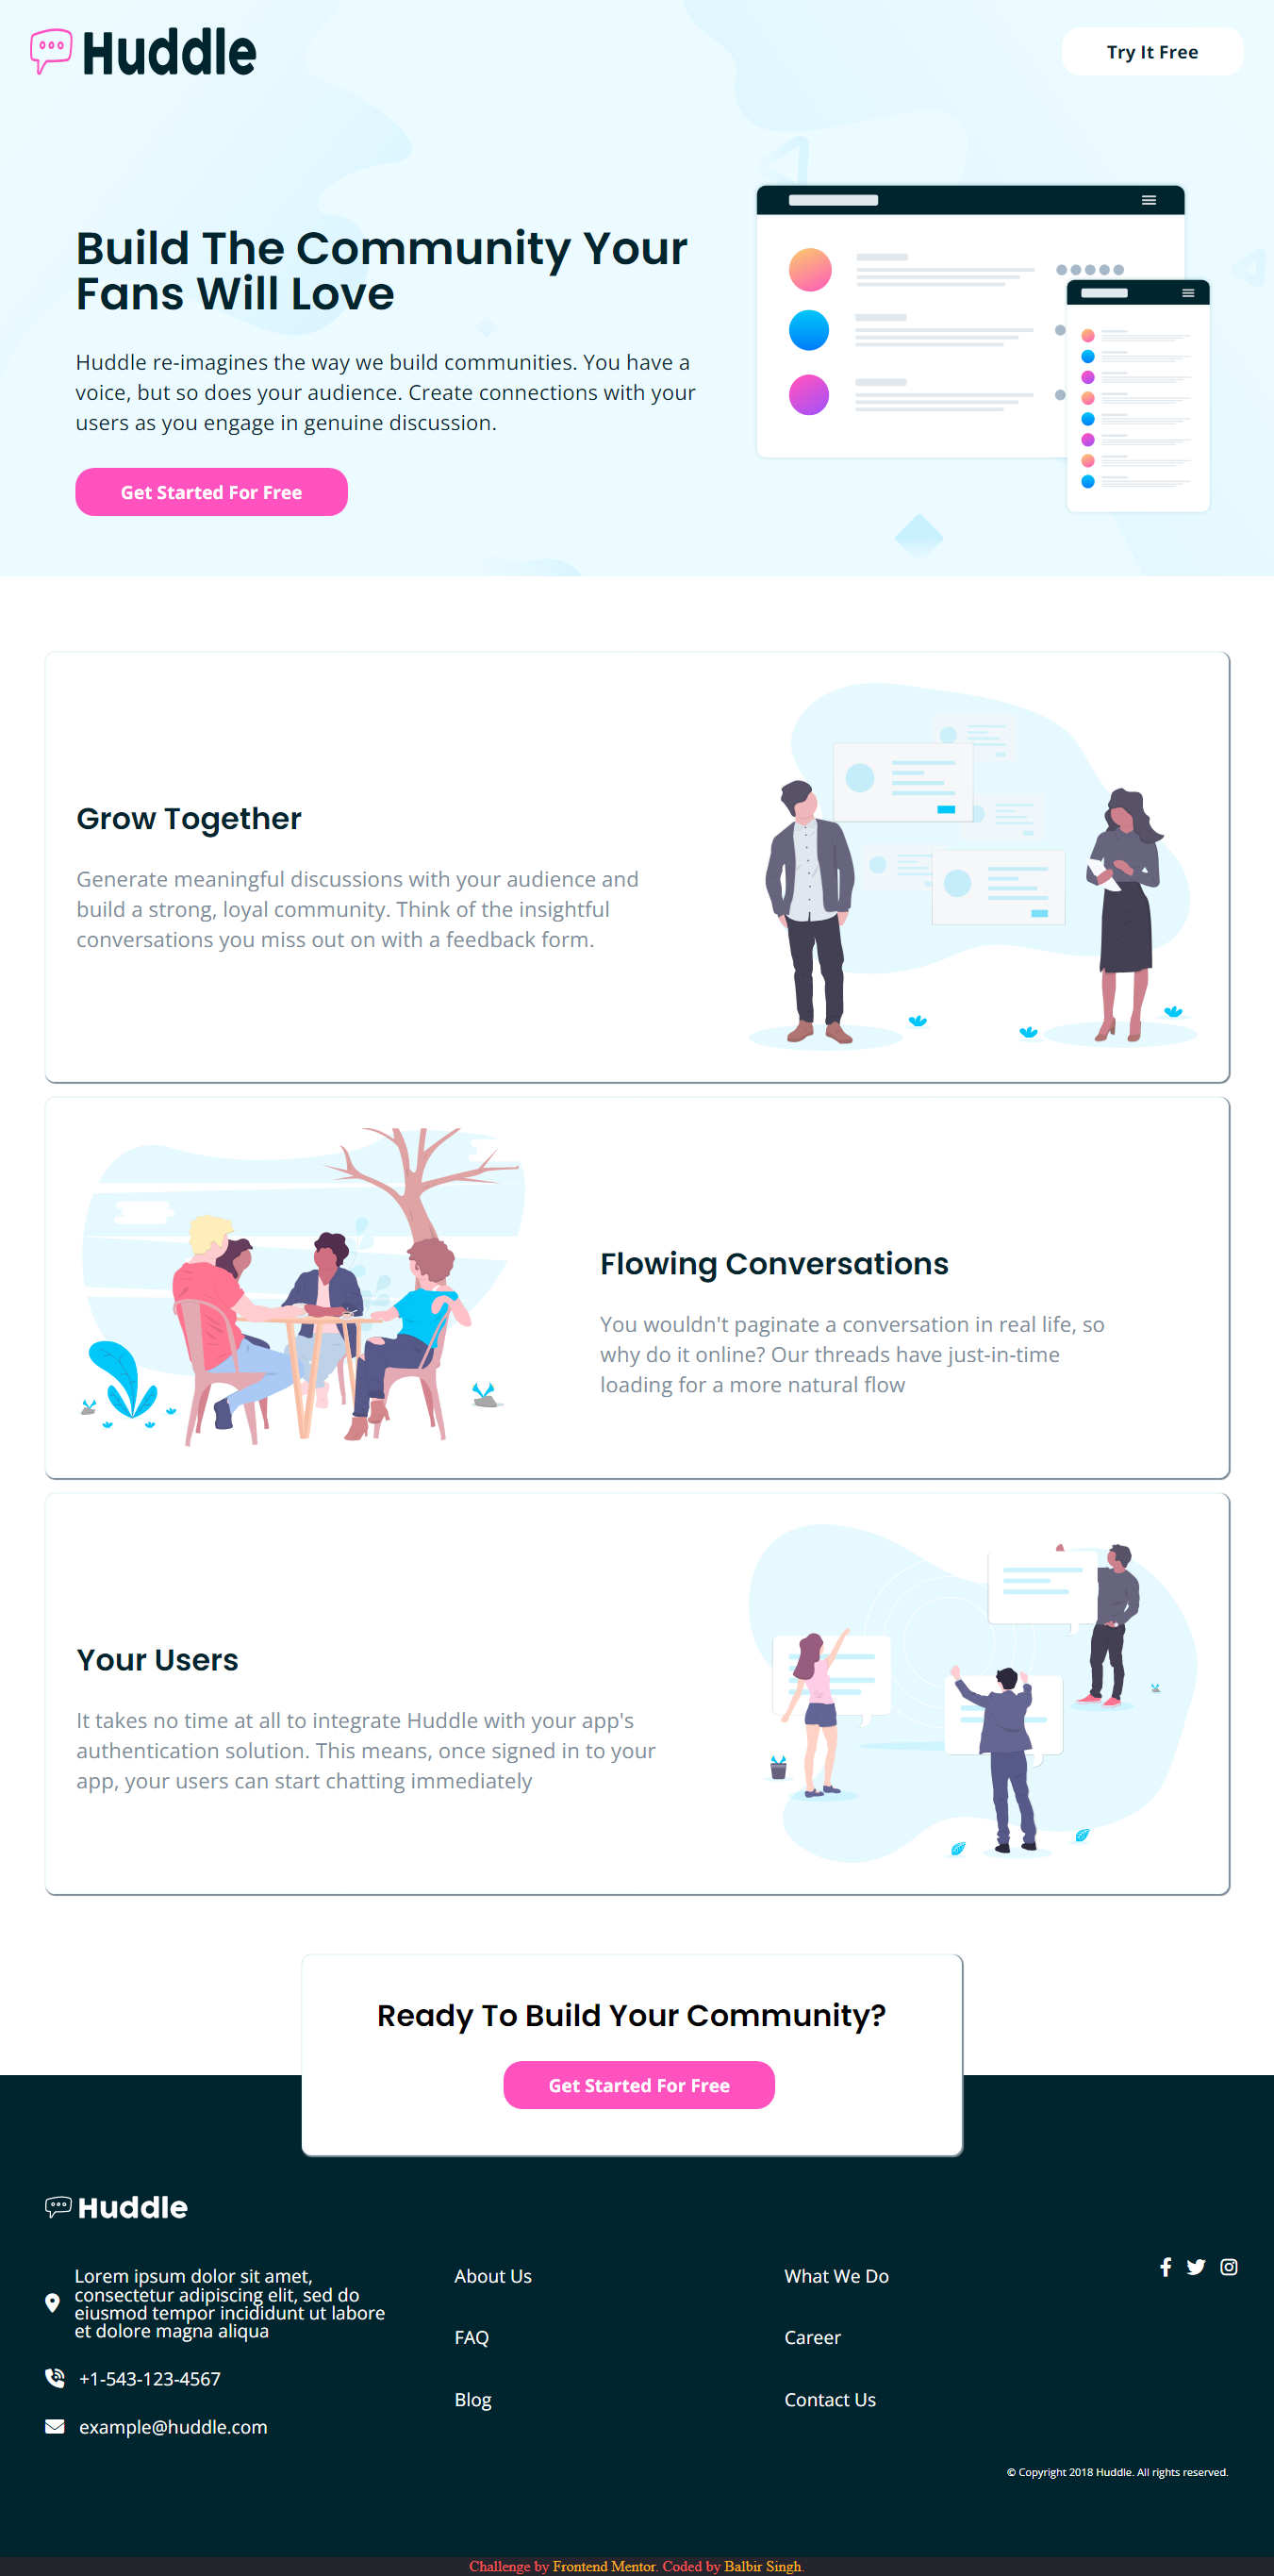 Huddle
Try It Free
Build The Community Your
Fans Will Love
Huddle re-imagines the way we build communities. You have a
voice, but so does your audience. Create connections with your
users as you engage in genuine discussion.
Get Started For Free
Grow Together
Generate meaningful discussions with your audience and
build a strong, loyal community. Think of the insightful
conversations you miss out on with a feedback form.
Flowing Conversations
You wouldn't paginate a conversation in real life, so
why do it online? Our threads have just-in-time
loading for a more natural flow
Your Users
It takes no time at all to integrate Huddle with your app's
authentication solution. This means, once signed in to your
app, your users can start chatting immediately
Ready To Build Your Community?
Get Started For Free
Huddle
Lorem ipsum dolor sit amet,
consectetur adipiscing elit, sed do
eiusmod tempor incididunt ut labore
et dolore magna aliqua
+1-543-123-4567
example@huddle.com
About Us
FAQ
Blog
What We Do
Career
Contact Us
© Copyright 2018 Huddle. All rights reserved.
Challenge by Frontend Mentor. Coded by Balbir Singh.